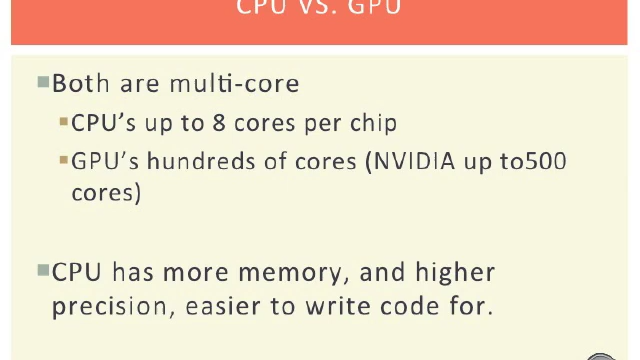 CPU VS. GPU
Both are multi-core
CPU's up to 8 cores per chip
GPU's hundreds of cores (NVIDIA up to500
cores)
CPU has more memory, and higher
precision, easier to write code for.